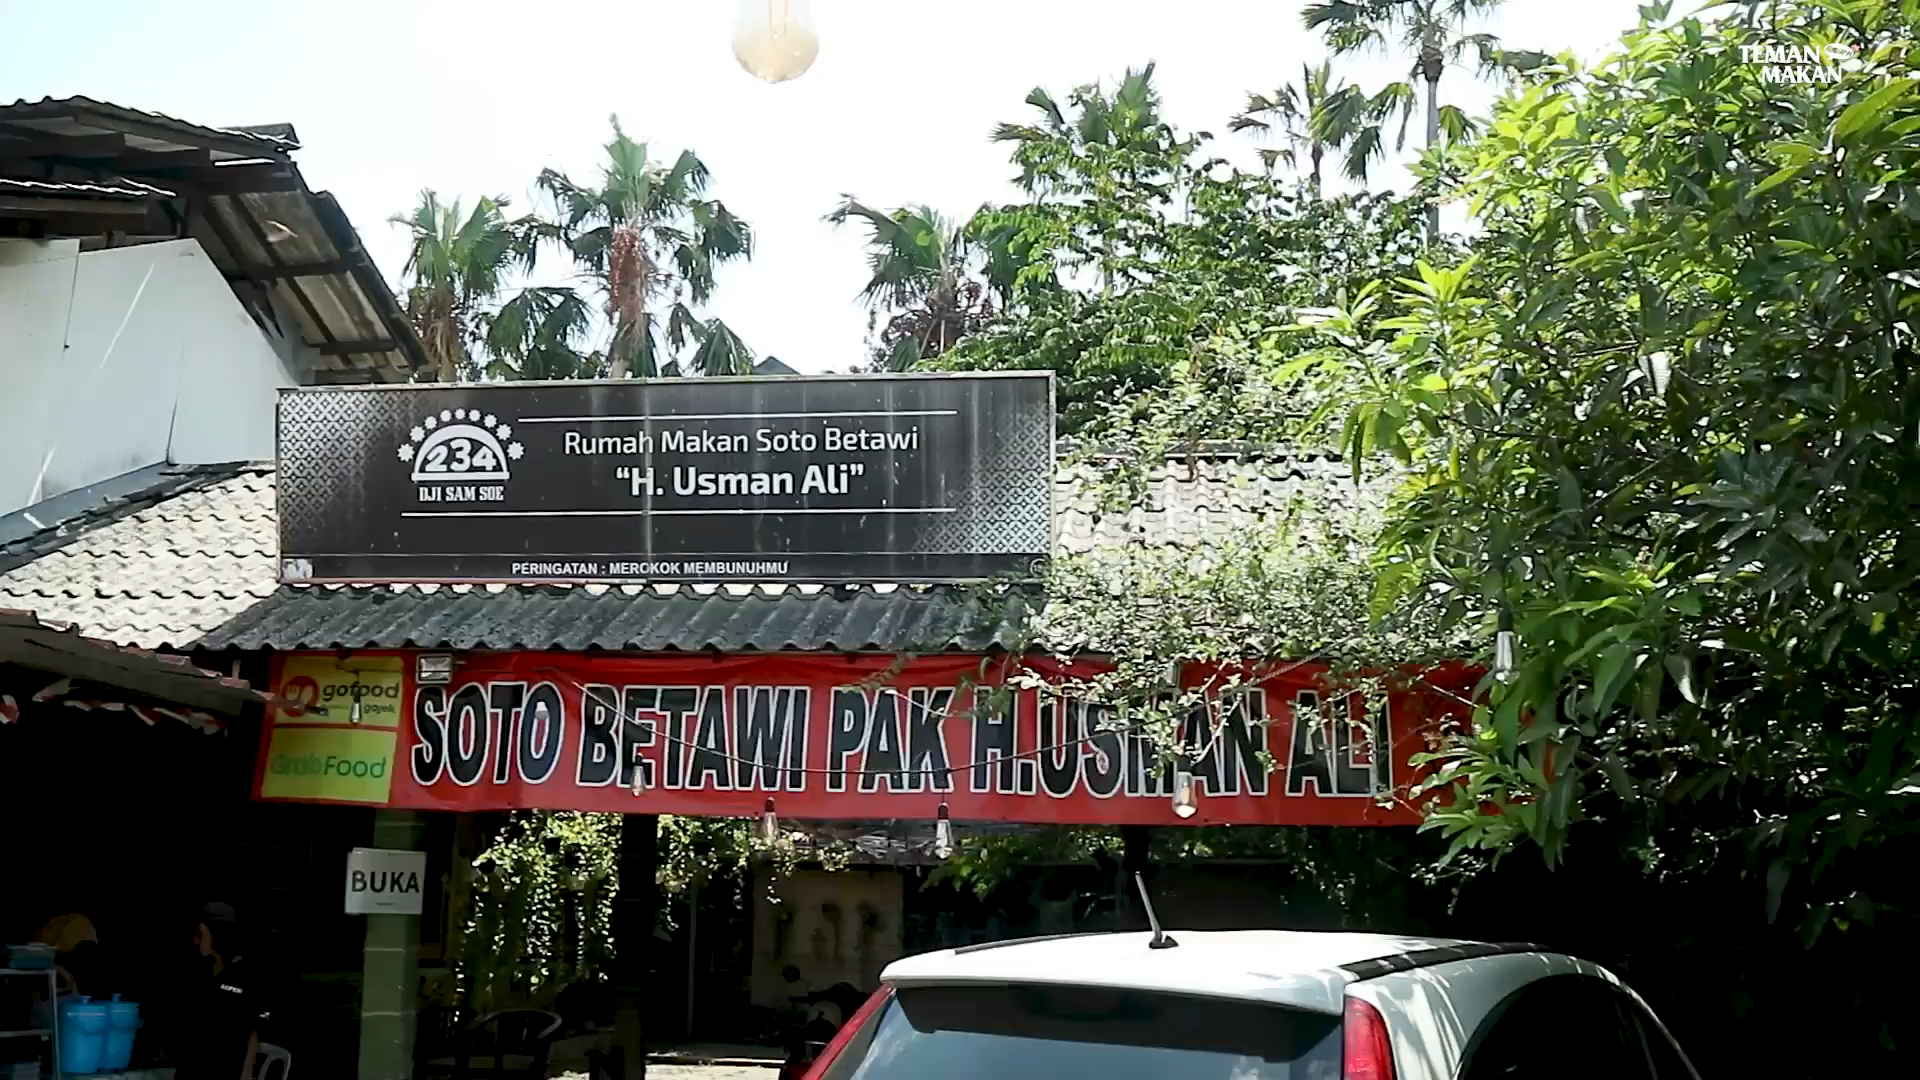 TEMAN
MAKAN
234
DJI SAM SOE
Rumah Makan Soto Betawi
“H. Usman Ali”
PERINGATAN : MEROKOK MEMBUNUHMU
gofood
gojek
GrabFood
SOTO BETAWI PAK H.USMAN ALI
BUKA